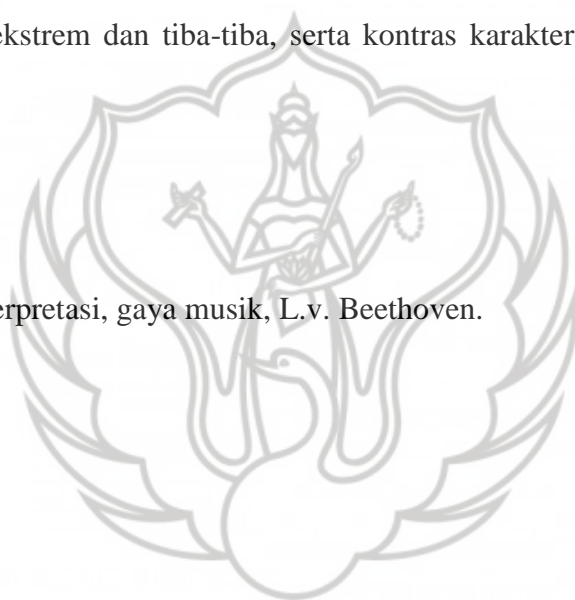 ekstrem dan tiba-tiba, serta kontras karakter
erpretasi, gaya musik, L.v. Beethoven.